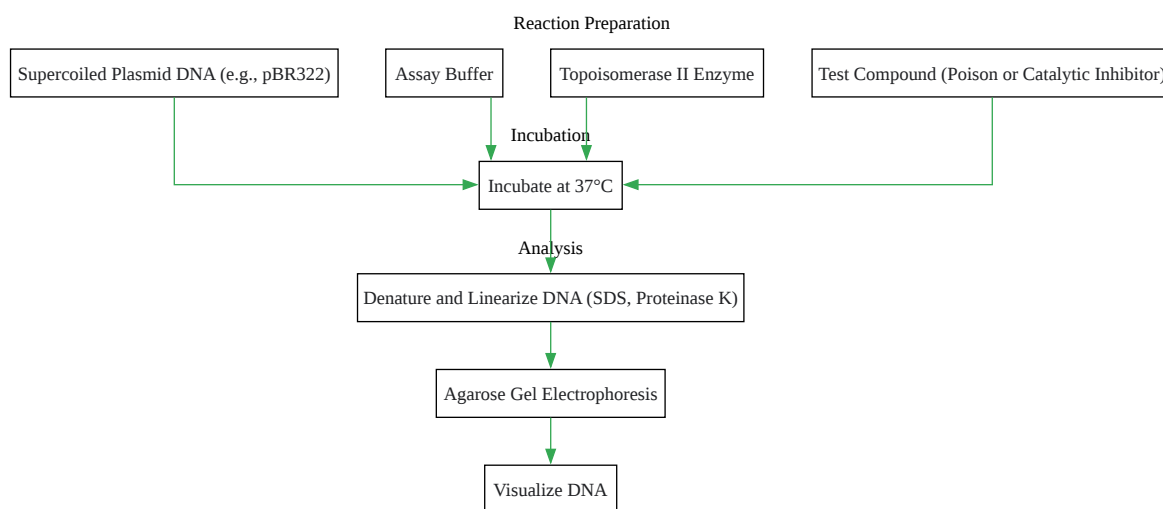 Reaction Preparation
Supercoiled Plasmid DNA (e.g., pBR322)
Assay Buffer
Topoisomerase II Enzyme
Test Compound (Poison or Catalytic Inhibitor)
Incubation
Incubate at 37°C
Analysis
Denature and Linearize DNA (SDS, Proteinase K)
Agarose Gel Electrophoresis
Visualize DNA